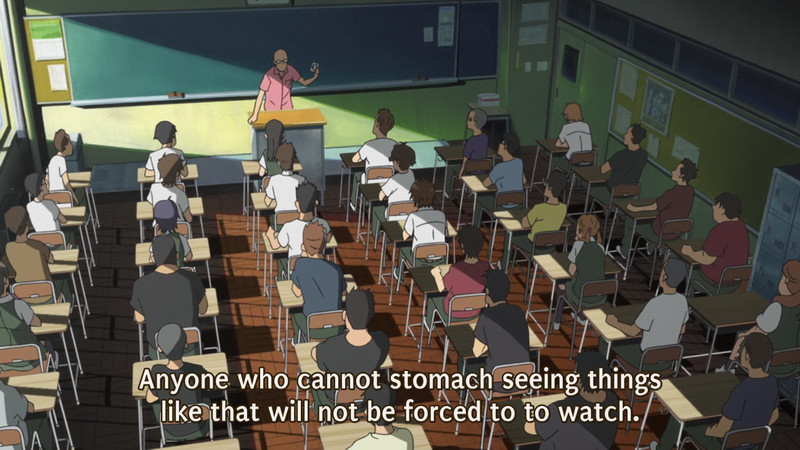 Anyone who cannot stomach seeing things
like that will not be forced to to watch.